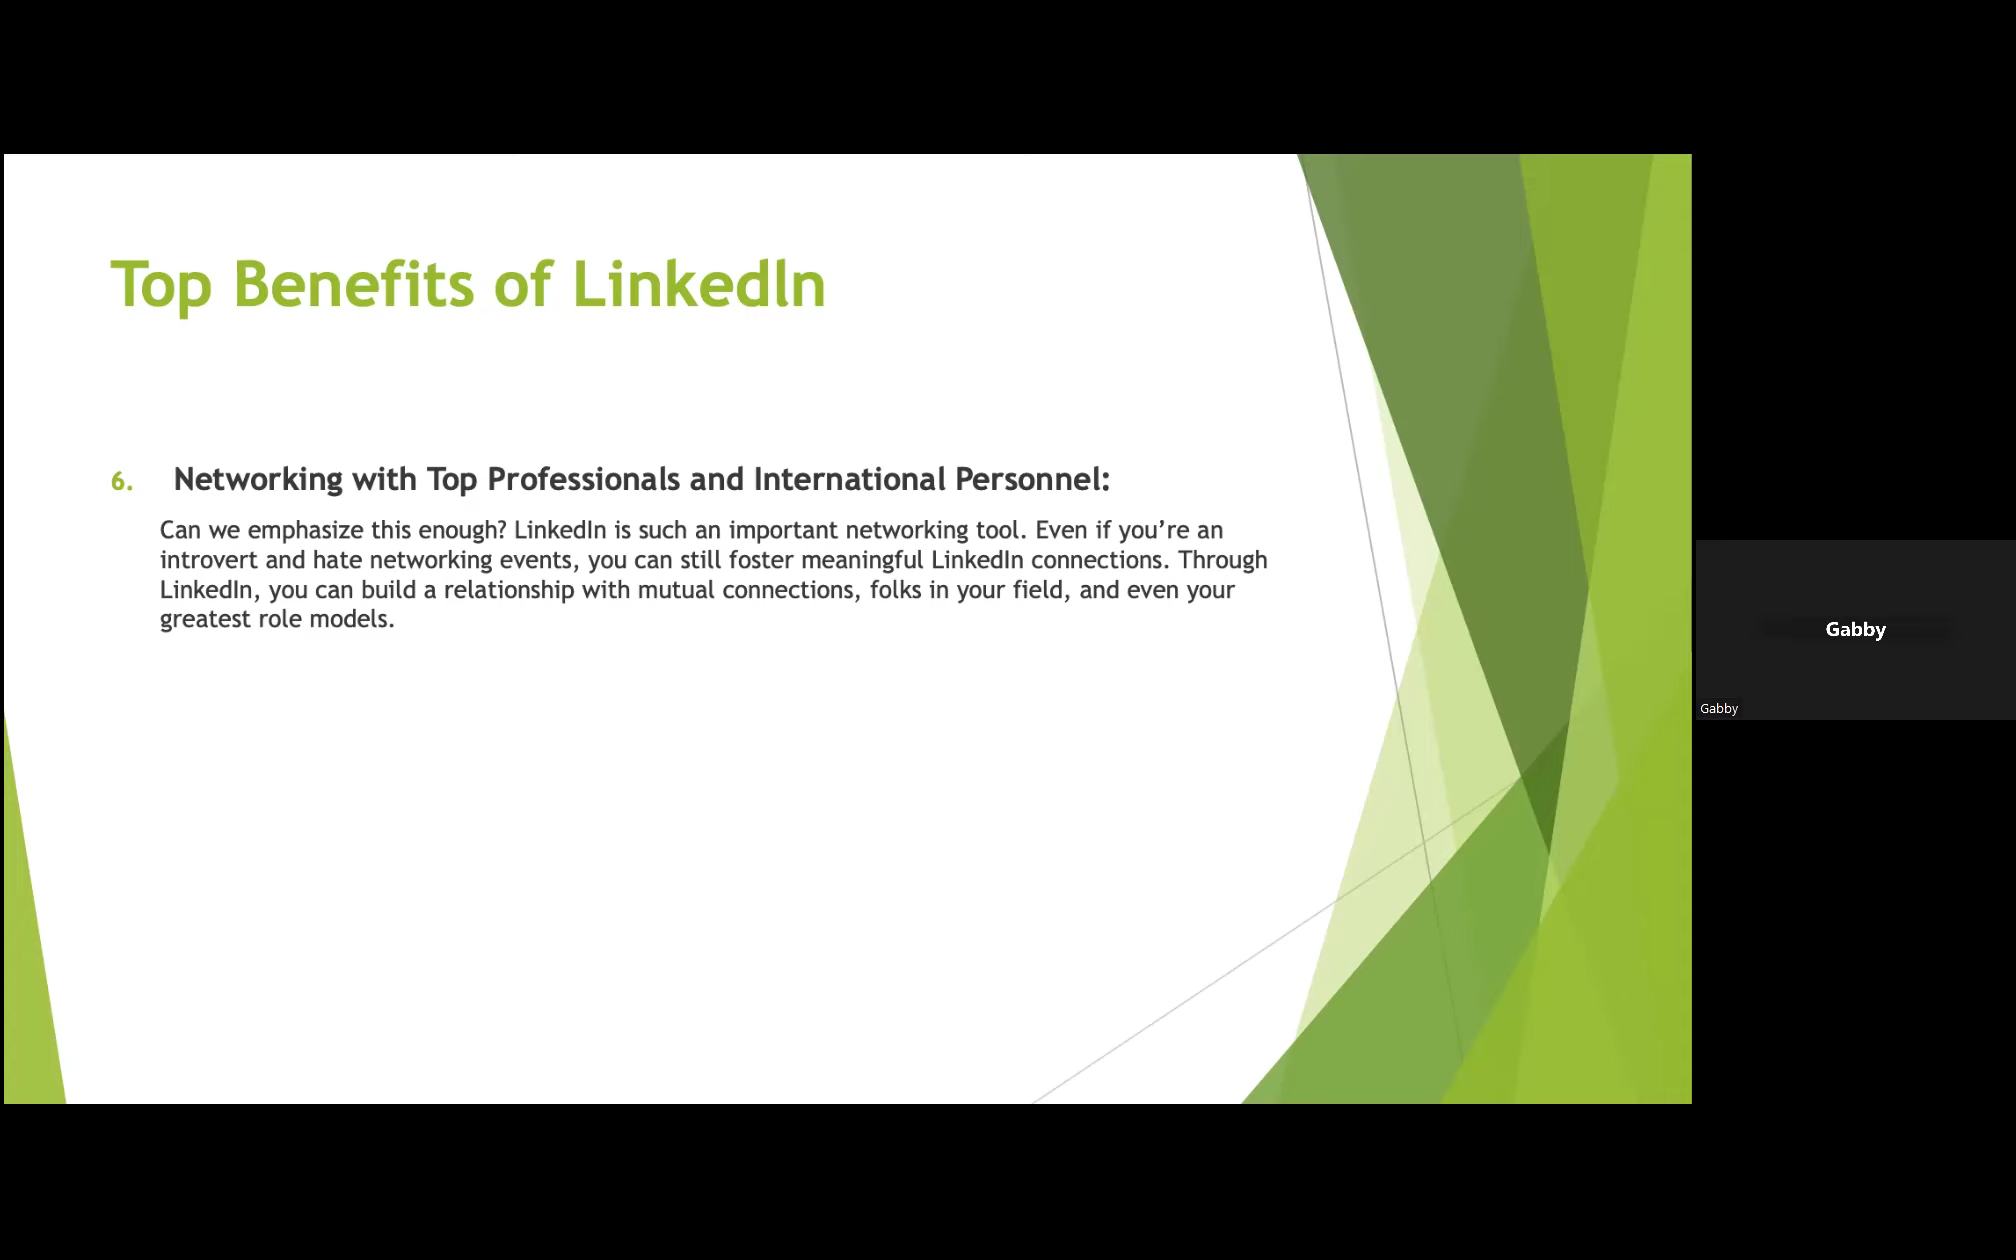 Top Benefits of LinkedIn
6. Networking with Top Professionals and International Personnel:
Can we emphasize this enough? LinkedIn is such an important networking tool. Even if you’re an
introvert and hate networking events, you can still foster meaningful LinkedIn connections. Through
LinkedIn, you can build a relationship with mutual connections, folks in your field, and even your
greatest role models.
Gabby
Gabby